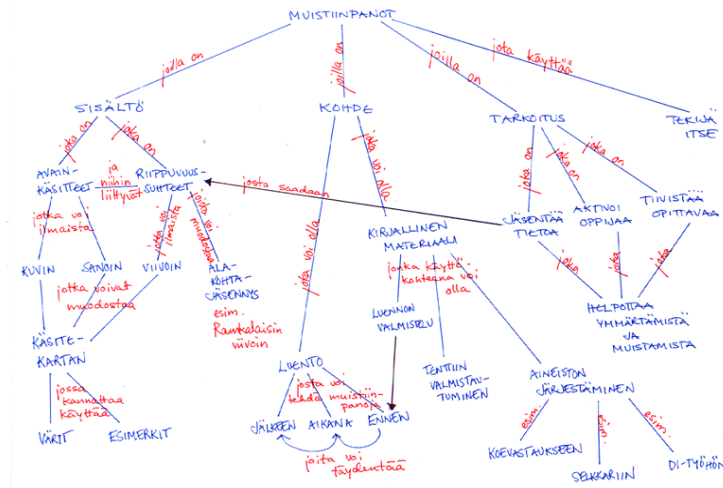 MUISTIINPANOT
joilla on
joilla on
joilla on
jota käyttää
SISÄLTÖ
KOHDE
TARKOITUS
TEKIJÄ
ITSE
joka on
joka on
joka voi olla
joka voi olla
joka on
joka on
joka on
AVAIN-
KÄSITTEET
ja
niihin
liittyvät
RIIPPUVUUS-
SUHTEET
josta saadaan
JÄSENTÄÄ
TIETOA
AKTIVOI
OPPIJAA
TIIVISTÄÄ
OPITTAVAA
jotka voi
ilmaista
jotka voi
ilmaista
joista voi
muodostaa
KIRJALLINEN
MATERIAALI
KUVIN
SANOIN
VIIVOIN
ALA-
KOHTA-
JÄSENNYS
esim.
Ranskalaisin
viivoin
jotka voivat
muodostaa
jonka käyttö
kohteena voi
olla
joka
joka
joka
KÄSITE-
KARTAN
LUENNON
VALMISTELU
HELPOTTAA
YMMÄRTÄMISTÄ
JA
MUISTAMISTA
LUENTO
TENTTIIN
VALMISTAU-
TUMINEN
AINEISTON
JÄRJESTÄMINEN
jossa
kannattaa
käyttää
josta voi
tehdä muistiin-
panoja
VÄRIT
ESIMERKIT
JÄLKEEN
AIKANA
ENNEN
joita voi
täydentää
esim.
esim.
esim.
KOEVASTAUKSEEN
SELKKARIIN
DI-TYÖHÖN